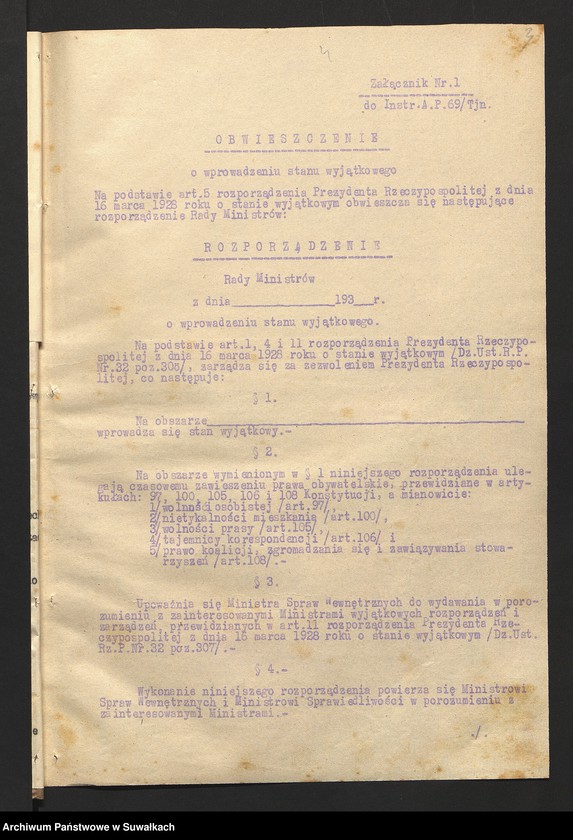 3
4
Załącznik Nr.1
do Instr.A.P.69/Tjn.
OBWIESZCZENIE
o wprowadzeniu stanu wyjątkowego
Na podstawie art.5 rozporządzenia Prezydenta Rzeczypospolitej z dnia
16 marca 1928 roku o stanie wyjątkowym obwieszcza się następujące
rozporządzenie Rady Ministrów:
ROZPORZĄDZENIE
Rady Ministrów
z dnia_______________193__r.
o wprowadzeniu stanu wyjątkowego.
Na podstawie art.1, 4 i 11 rozporządzenia Prezydenta Rzeczypo-
spolitej z dnia 16 marca 1928 roku o stanie wyjątkowym /Dz.Ust.R.P.
Nr.32 poz.308/, zarządza się za zezwoleniem Prezydenta Rzeczypospo-
litej, co następuje:
§ 1.
Na obszarze_______________
wprowadza się stan wyjątkowy.-
§ 2.
Na obszarze wymienionym w § 1 niniejszego rozporządzenia ule-
gają czasowemu zawieszeniu prawa obywatelskie, przewidziane w arty-
kułach: 97, 100, 105, 106 i 108 Konstytucji, a mianowicie:
1/ wolności osobistej /art.97/,
2/ nietykalności mieszkania /art.100/,
3/ wolności prasy /art.105/,
4/ tajemnicy korespondencji /art.106/ i
5/ prawo koalicji, zgromadzania się i zawiązywania stowa-
rzyszeń /art.108/.-
§ 3.
Upoważnia się Ministra Spraw Wewnętrznych do wydawania w poro-
zumieniu z zainteresowanymi Ministrami wyjątkowych rozporządzeń i
zarządzeń, przewidzianych w art.11 rozporządzenia Prezydenta Rze-
czypospolitej z dnia 16 marca 1928 roku o stanie wyjątkowym /Dz.Ust.
Rz.P.Nr.32 poz.307/.-
§ 4.-
Wykonanie niniejszego rozporządzenia powierza się Ministrowi
Spraw Wewnętrznych i Ministrowi Sprawiedliwości w porozumieniu z
zainteresowanymi Ministrami.-
./.
Archiwum Państwowe w Suwałkach